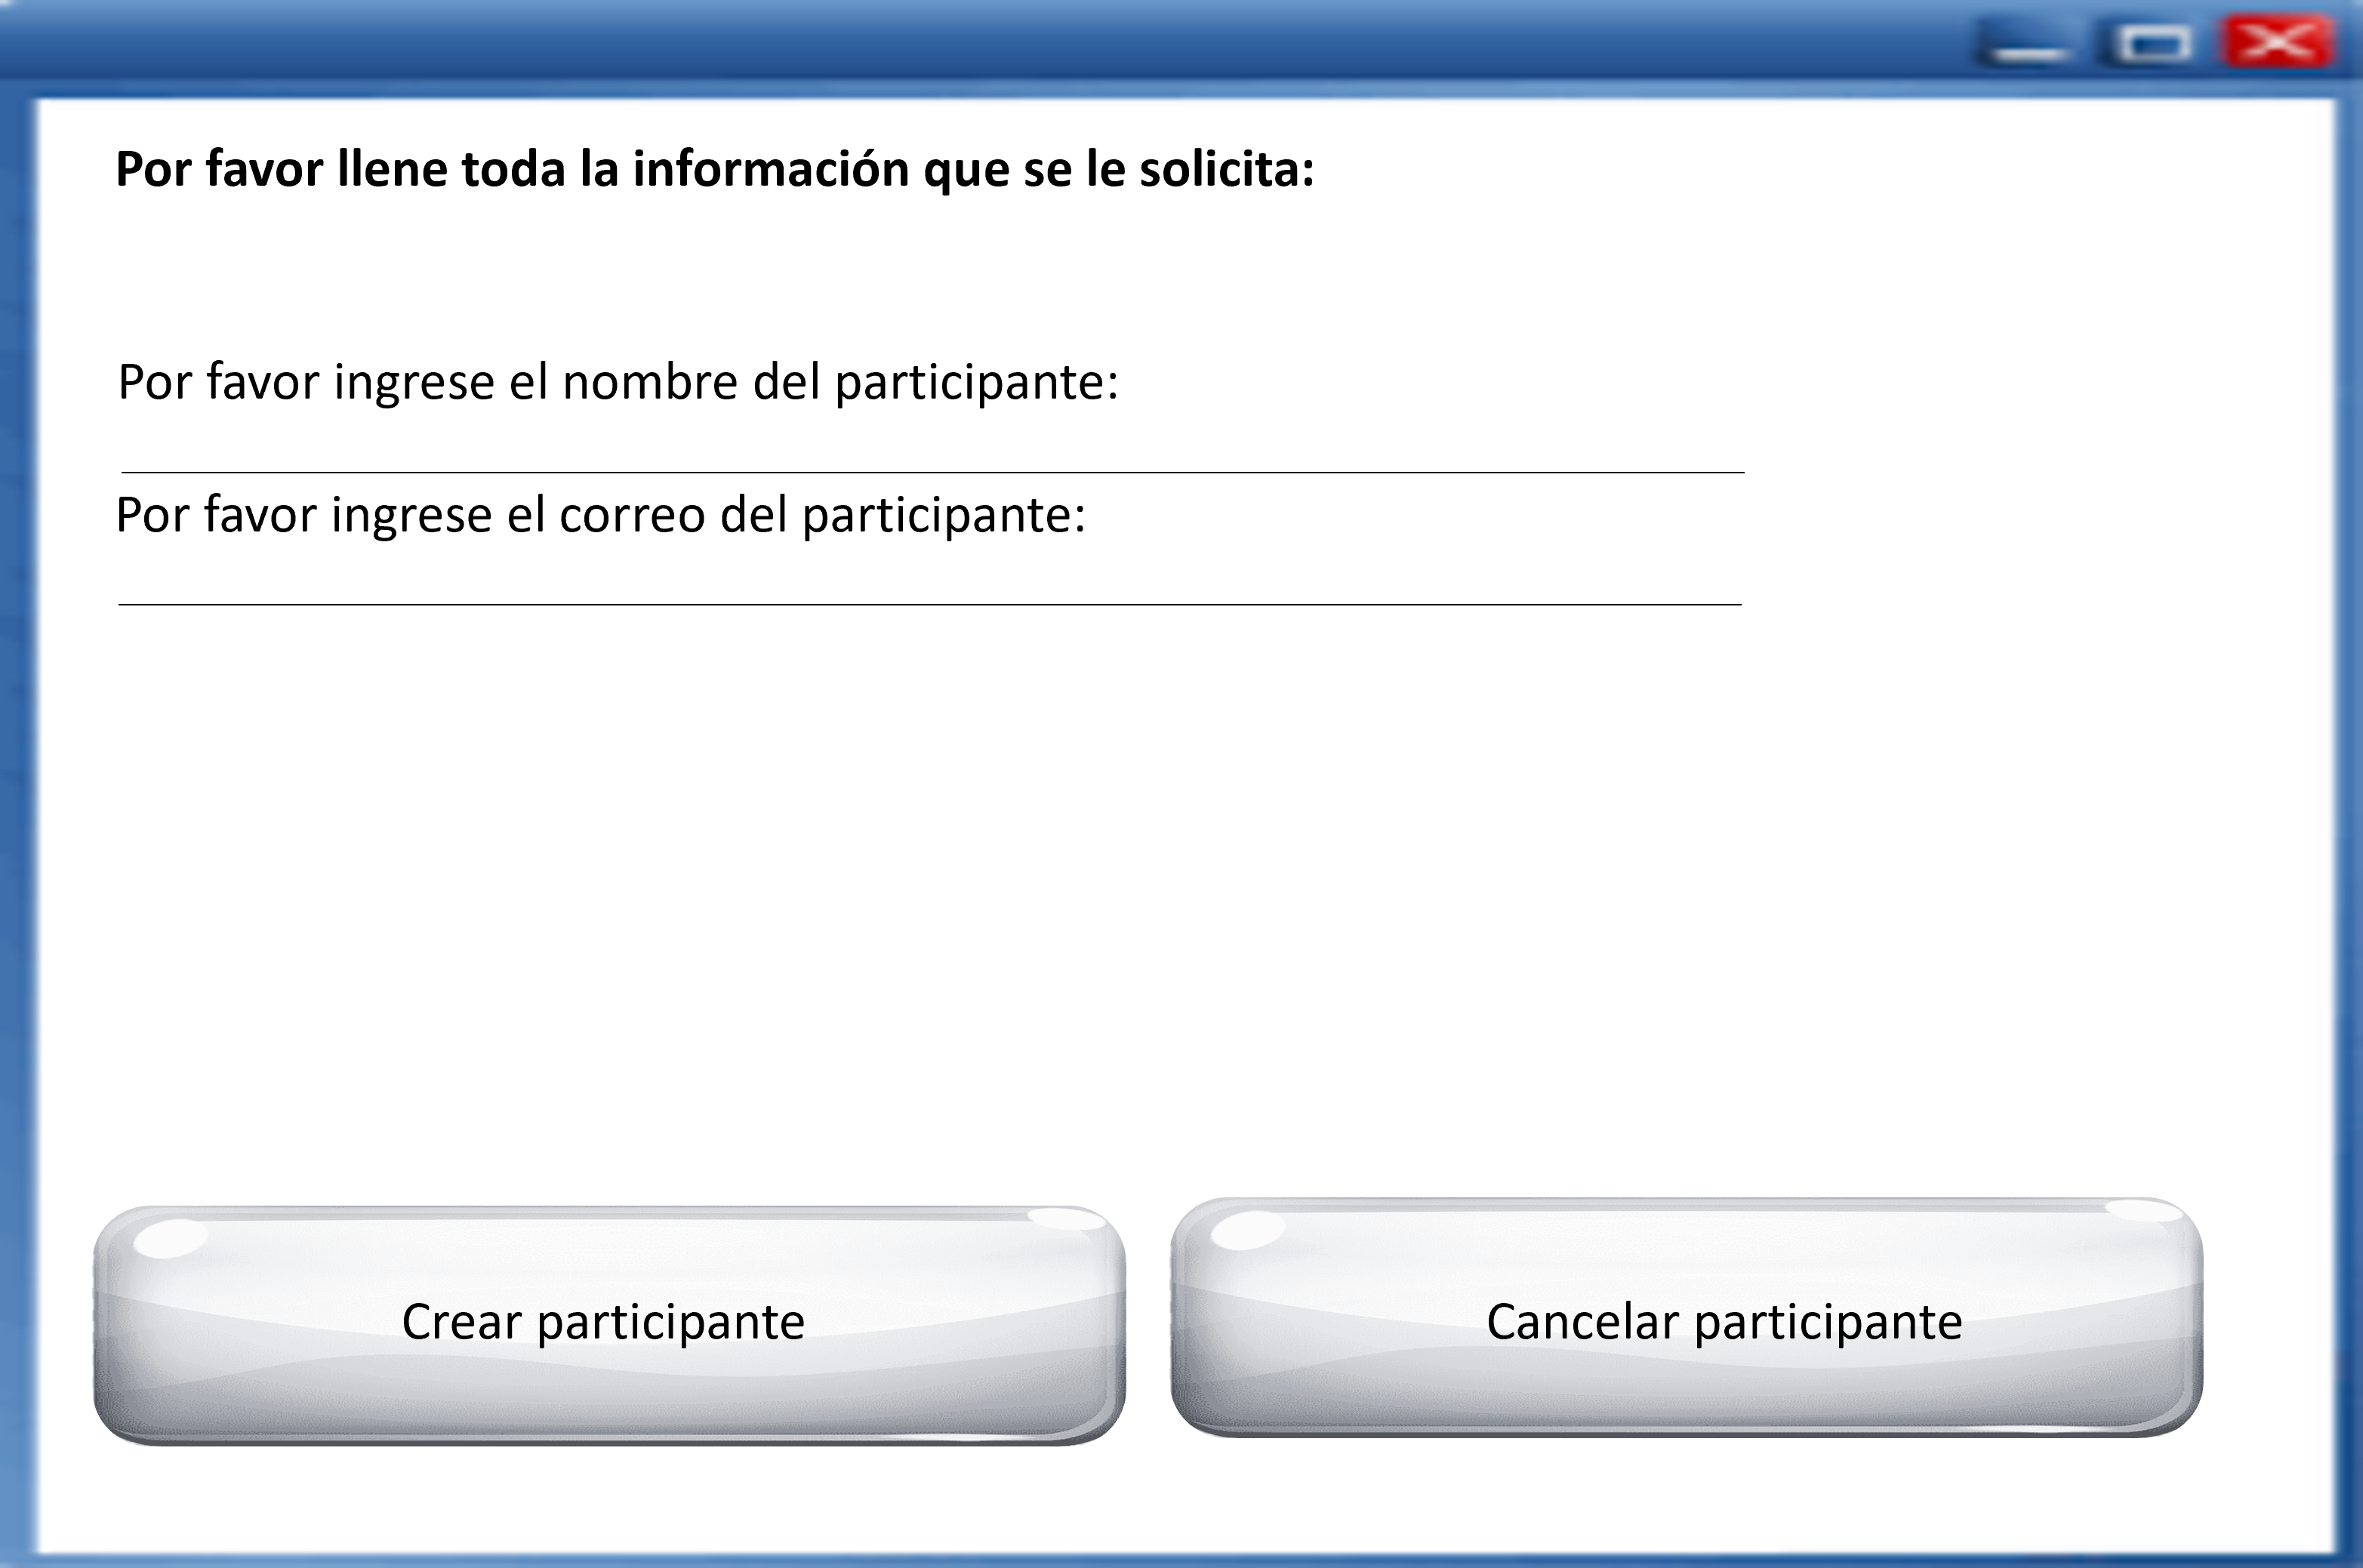 Por favor llene toda la información que se le solicita:
Por favor ingrese el nombre del participante:
Por favor ingrese el correo del participante:
Crear participante
Cancelar participante